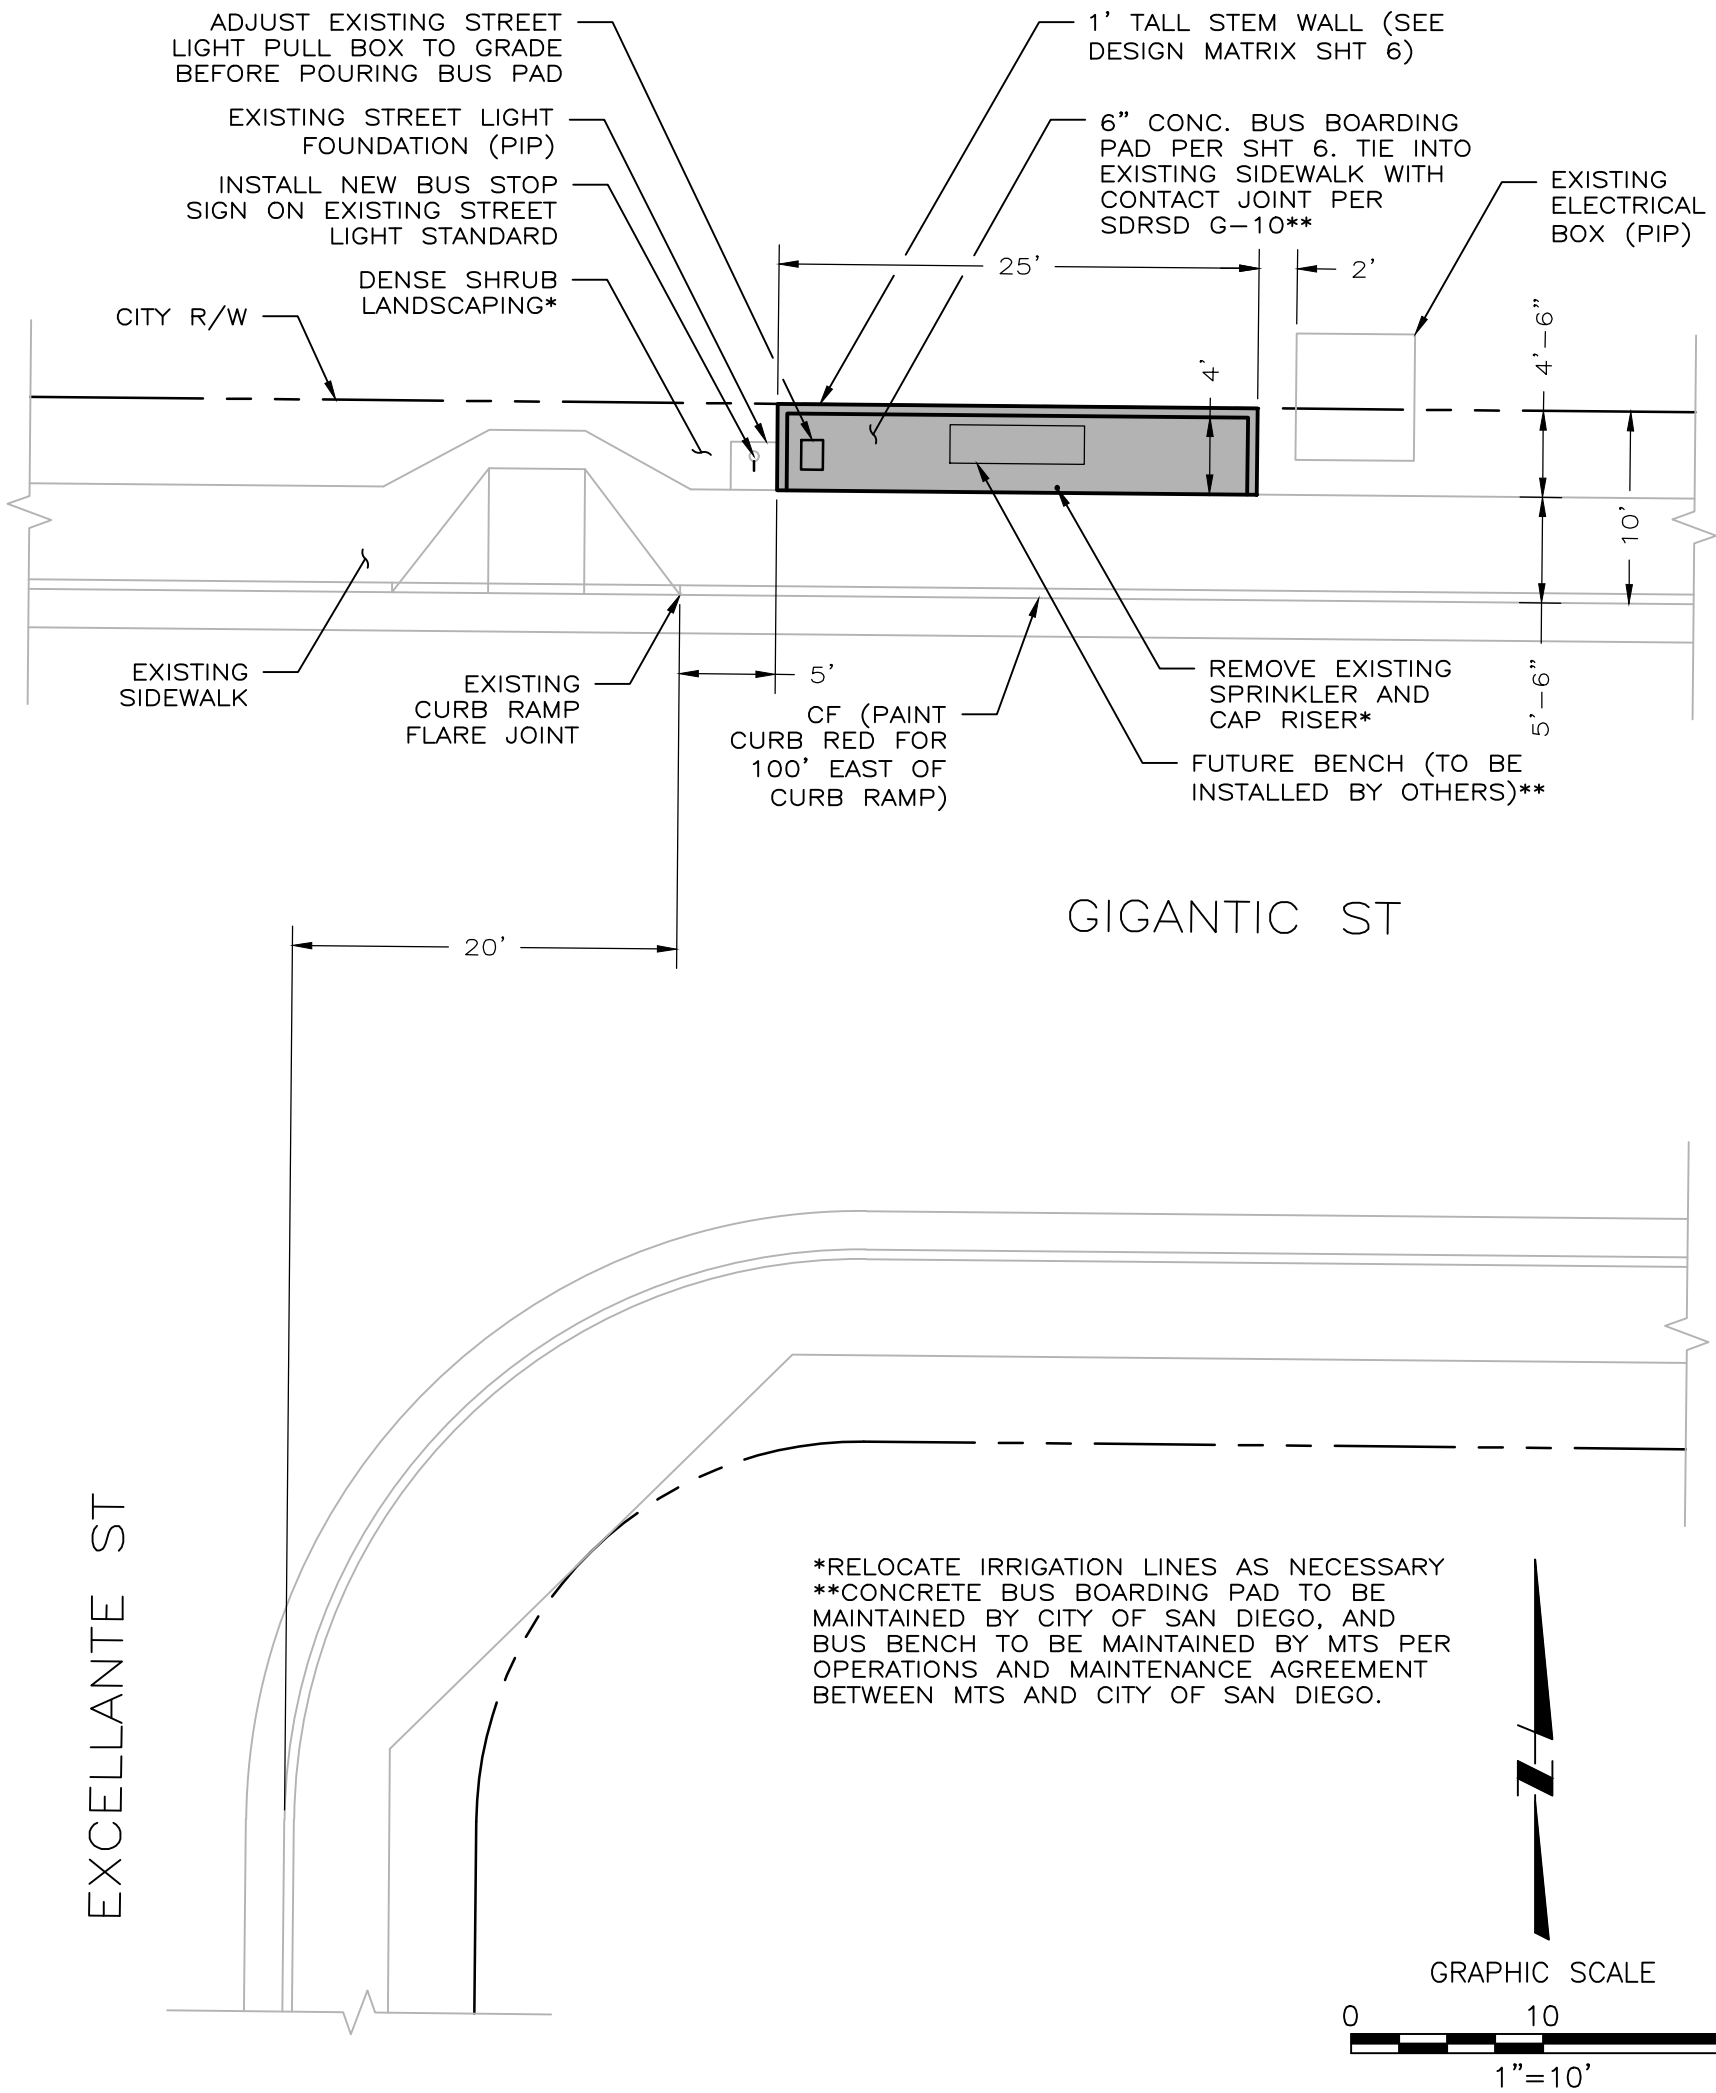 ADJUST EXISTING STREET
LIGHT PULL BOX TO GRADE
BEFORE POURING BUS PAD
EXISTING STREET LIGHT
FOUNDATION (PIP)
INSTALL NEW BUS STOP
SIGN ON EXISTING STREET
LIGHT STANDARD
DENSE SHRUB
LANDSCAPING*
CITY R/W
1' TALL STEM WALL (SEE
DESIGN MATRIX SHT 6)
6" CONC. BUS BOARDING
PAD PER SHT 6. TIE INTO
EXISTING SIDEWALK WITH
CONTACT JOINT PER
SDRSD G-10**
EXISTING
ELECTRICAL
BOX (PIP)
25'
2'
4'
4'-6"
10'
5'-6"
EXISTING
SIDEWALK
EXISTING
CURB RAMP
FLARE JOINT
5'
CF (PAINT
CURB RED FOR
100' EAST OF
CURB RAMP)
REMOVE EXISTING
SPRINKLER AND
CAP RISER*
FUTURE BENCH (TO BE
INSTALLED BY OTHERS)**
GIGANTIC ST
20'
EXCELLANTE ST
*RELOCATE IRRIGATION LINES AS NECESSARY
**CONCRETE BUS BOARDING PAD TO BE
MAINTAINED BY CITY OF SAN DIEGO, AND
BUS BENCH TO BE MAINTAINED BY MTS PER
OPERATIONS AND MAINTENANCE AGREEMENT
BETWEEN MTS AND CITY OF SAN DIEGO.
Z
GRAPHIC SCALE
0 10
1"=10'